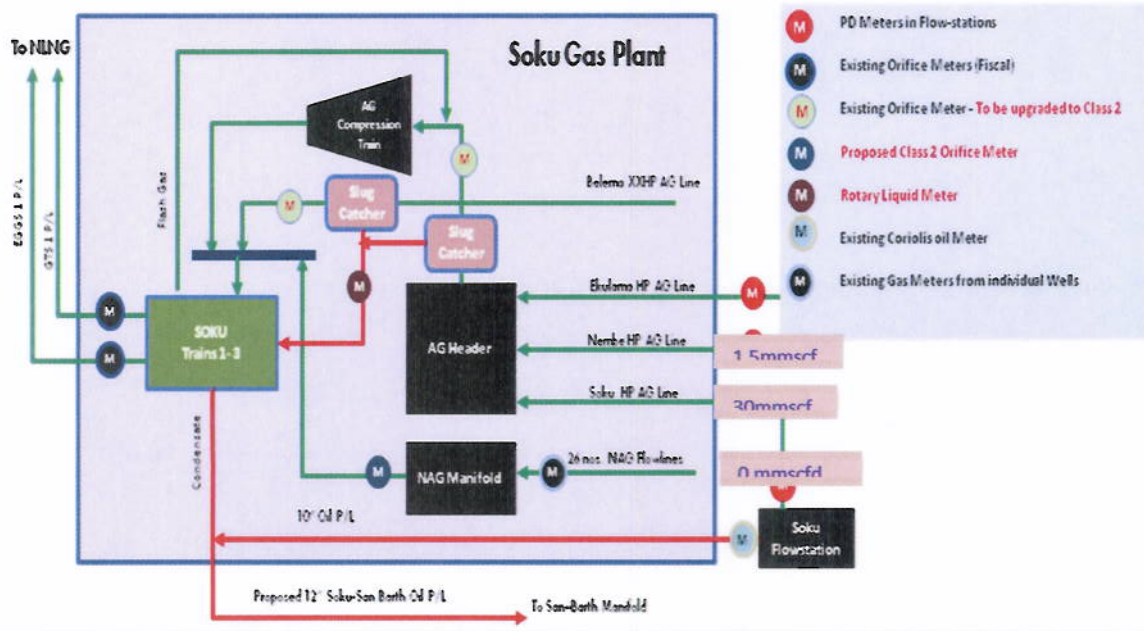 To NLNG
Soku Gas Plant
EGGS 1 P/L
GTS 1 P/L
Flash Gas
AG
Compression
Train
M
Belema XXHP AG Line
M
Slug
Catcher
Slug
Catcher
M
Ekulama HP AG Line
M
M
SOKU
Trains 1-3
M
AG Header
Nembe HP AG Line
1.5mmscf
Soku HP AG Line
30mmscf
Condensate
M
NAG Manifold
M
26 nos. NAG Flowlines
0 mmscfd
10" Oil P/L
M
Soku
Flowstation
Proposed 12" Soku-San Barth Oil P/L
To San-Barth Manifold
M PD Meters in Flow-stations
M Existing Orifice Meters (Fiscal)
M Existing Orifice Meter - To be upgraded to Class 2
M Proposed Class 2 Orifice Meter
M Rotary Liquid Meter
M Existing Coriolis oil Meter
M Existing Gas Meters from individual Wells